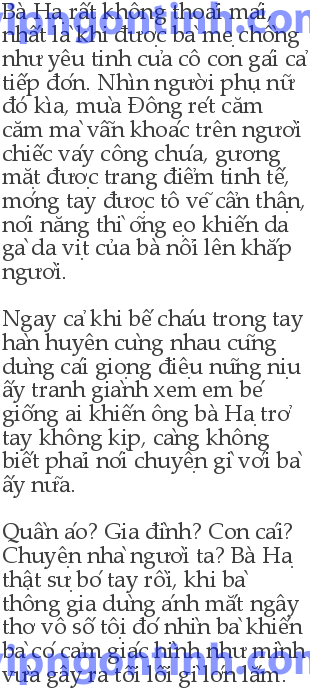 Bà Hạ rất không thoải mái,
nhất là khi được bà mẹ chồng
như yêu tinh của cô con gái cả
tiếp đón. Nhìn người phụ nữ
đó kìa, mùa Đông rét căm
căm mà vẫn khoác trên người
chiếc váy công chúa, gương
mặt được trang điểm tinh tế,
móng tay được tô vẽ cẩn thận,
nói năng thì õng ẹo khiến da
gà da vịt của bà nổi lên khắp
người.
Ngay cả khi bế cháu trong tay
hàn huyên cùng nhau cũng
dùng cái giọng điệu nũng nịu
ấy tranh giành xem em bé
giống ai khiến ông bà Hạ trở
tay không kịp, càng không
biết phải nói chuyện gì với bà
ấy nữa.
Quần áo? Gia đình? Con cái?
Chuyện nhà người ta? Bà Hạ
thật sự bó tay rồi, khi bà
thông gia dùng ánh mắt ngây
thơ vô số tội đó nhìn bà khiến
bà có cảm giác hình như mình
vừa gây ra tội lỗi gì lớn lắm.
vipngontinh.com
vipngontinh.com